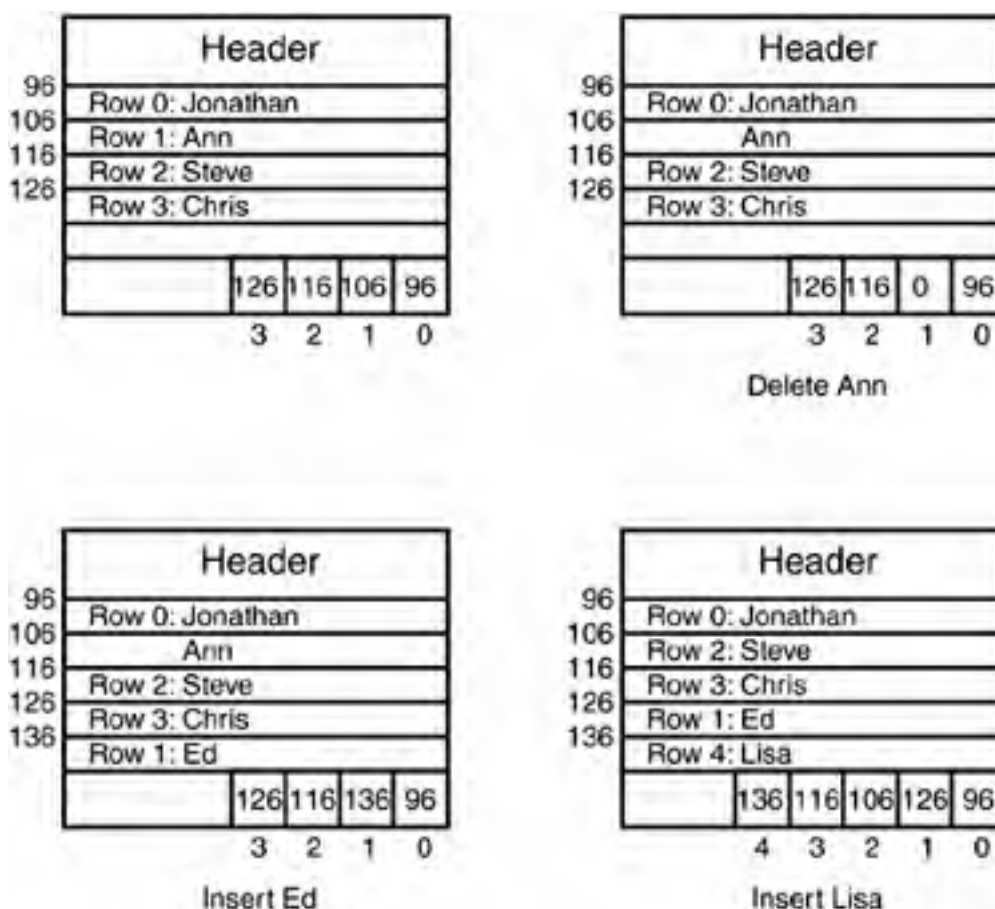 Header
96
Row 0: Jonathan
106
Row 1: Ann
116
Row 2: Steve
126
Row 3: Chris
126 116 106 96
3 2 1 0
Header
96
Row 0: Jonathan
106
Ann
116
Row 2: Steve
126
Row 3: Chris
126 116 0 96
3 2 1 0
Delete Ann
Header
96
Row 0: Jonathan
106
Ann
116
Row 2: Steve
126
Row 3: Chris
136
Row 1: Ed
126 116 136 96
3 2 1 0
Insert Ed
Header
96
Row 0: Jonathan
106
Row 2: Steve
116
Row 3: Chris
126
Row 1: Ed
136
Row 4: Lisa
136 116 106 126 96
4 3 2 1 0
Insert Lisa